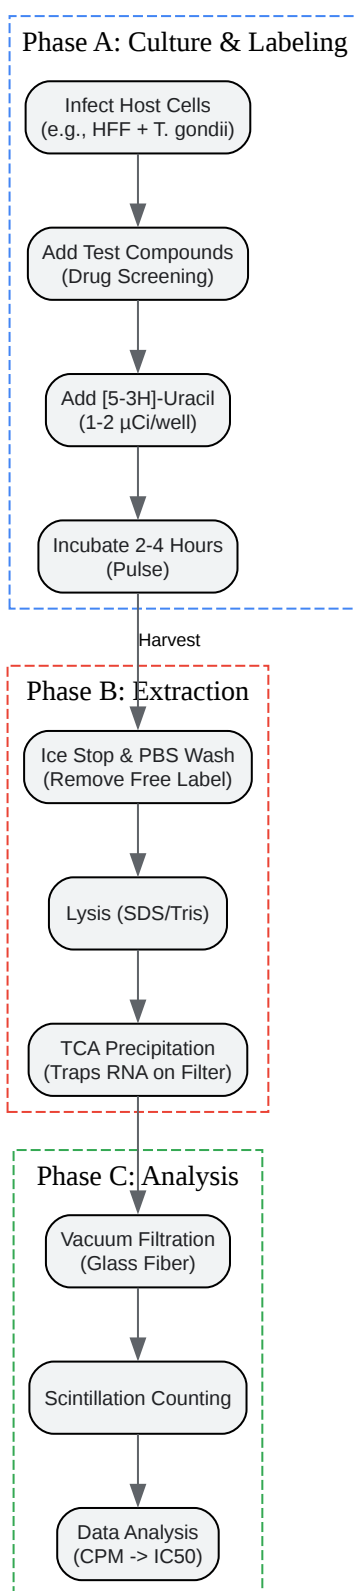 Phase A: Culture & Labeling
Infect Host Cells
(e.g., HFF + T. gondii)
Add Test Compounds
(Drug Screening)
Add [5-3H]-Uracil
(1-2 µCi/well)
Incubate 2-4 Hours
(Pulse)
Harvest
Phase B: Extraction
Ice Stop & PBS Wash
(Remove Free Label)
Lysis (SDS/Tris)
TCA Precipitation
(Traps RNA on Filter)
Phase C: Analysis
Vacuum Filtration
(Glass Fiber)
Scintillation Counting
Data Analysis
(CPM -> IC50)